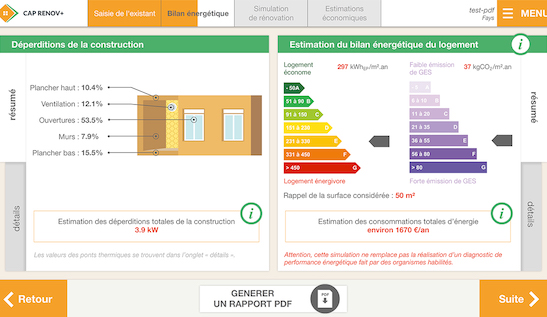 CAP RENOV+
Saisie de l'existant
Bilan énergétique
Simulation
de rénovation
Estimations
économiques
test-pdf
Fays
MENU
Déperditions de la construction
résumé
détails
Plancher haut : 10.4%
Ventilation : 12.1%
Ouvertures : 53.5%
Murs : 7.9%
Plancher bas : 15.5%
Estimation des déperditions totales de la construction
3.9 kW
Les valeurs des ponts thermiques se trouvent dans l'onglet « détails ».
Estimation du bilan énergétique du logement
résumé
détails
Logement
économe
297 kWhEP/m².an
Faible émission
de GES
37 kgCO2/m².an
- 50 A
51 à 90 B
91 à 150 C
151 à 230 D
231 à 330 E
331 à 450 F
> 450 G
Logement énergivore
- 5 A
6 à 10 B
11 à 20 C
21 à 35 D
36 à 55 E
56 à 80 F
> 80 G
Forte émission de GES
Rappel de la surface considérée : 50 m²
Estimation des consommations totales d'énergie
environ 1670 €/an
Attention, cette simulation ne remplace pas la réalisation d'un diagnostic de
performance énergétique fait par des organismes habilités.
Retour
GENERER
UN RAPPORT PDF
PDF
Suite